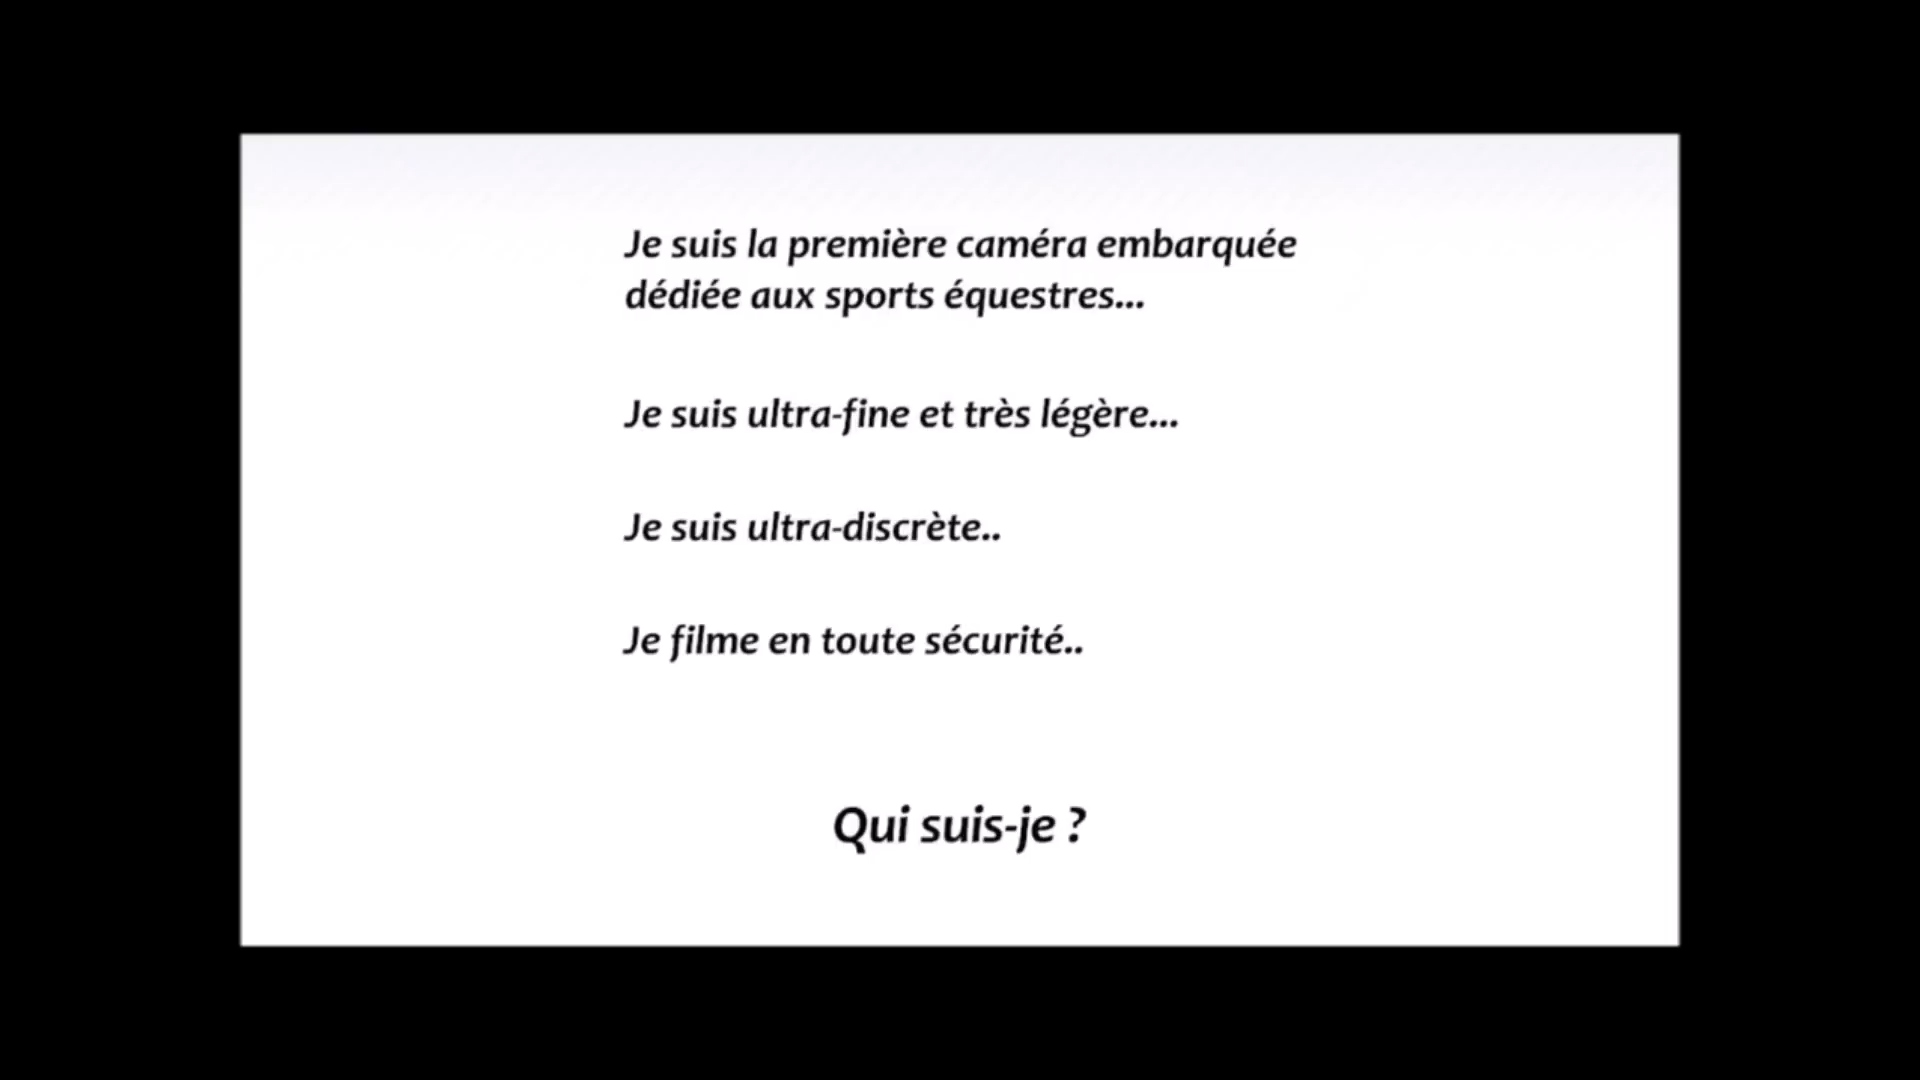 Je suis la première caméra embarquée
dédiée aux sports équestres...
Je suis ultra-fine et très légère...
Je suis ultra-discrète..
Je filme en toute sécurité..
Qui suis-je ?